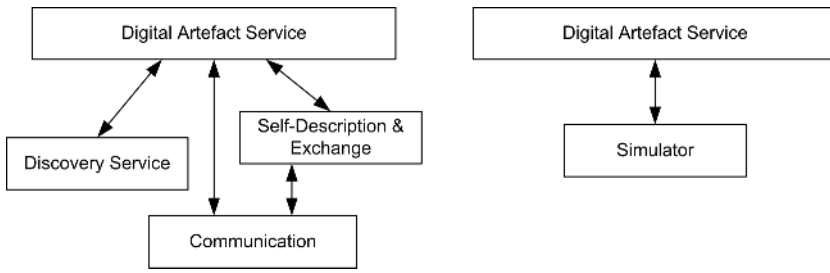 Digital Artefact Service
Discovery Service
Self-Description &
Exchange
Communication
Digital Artefact Service
Simulator